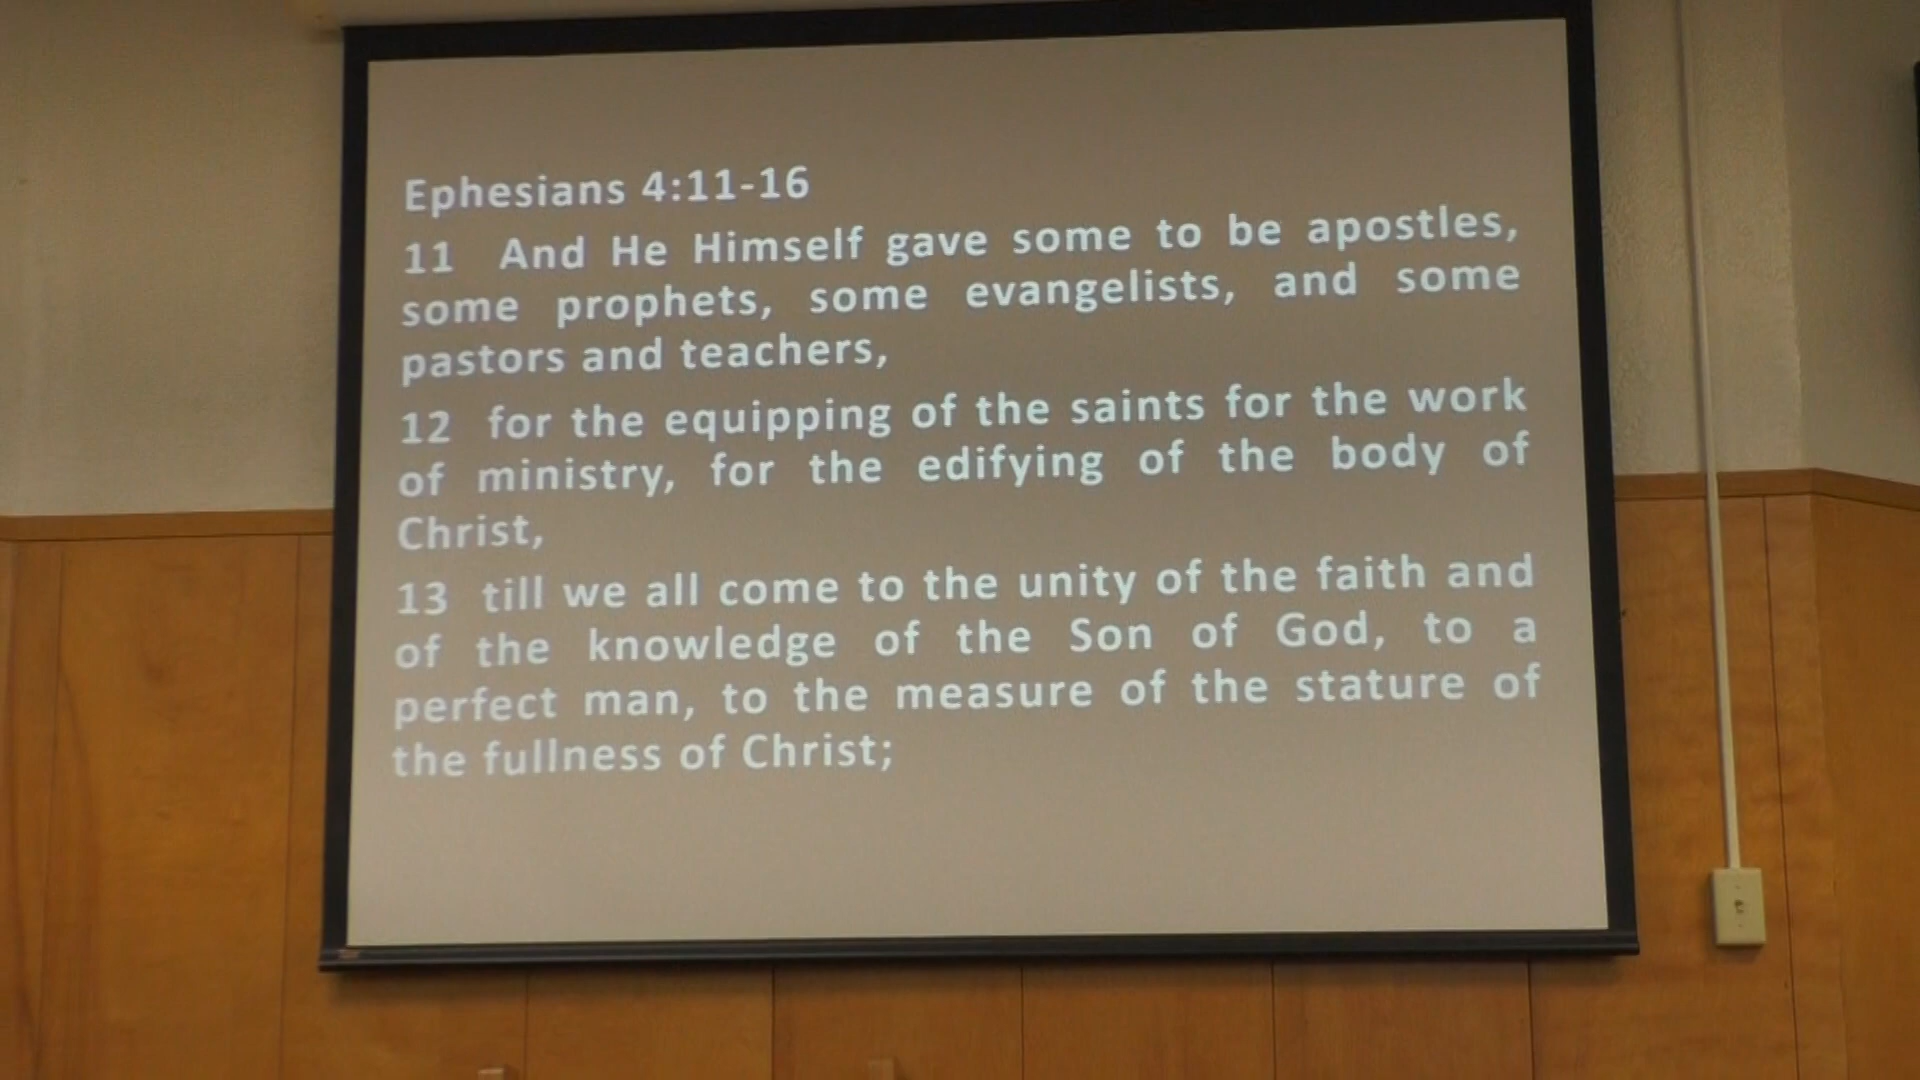 Ephesians 4:11-16
11 And He Himself gave some to be apostles,
some prophets, some evangelists, and some
pastors and teachers,
12 for the equipping of the saints for the work
of ministry, for the edifying of the body of
Christ,
13 till we all come to the unity of the faith and
of the knowledge of the Son of God, to a
perfect man, to the measure of the stature of
the fullness of Christ;